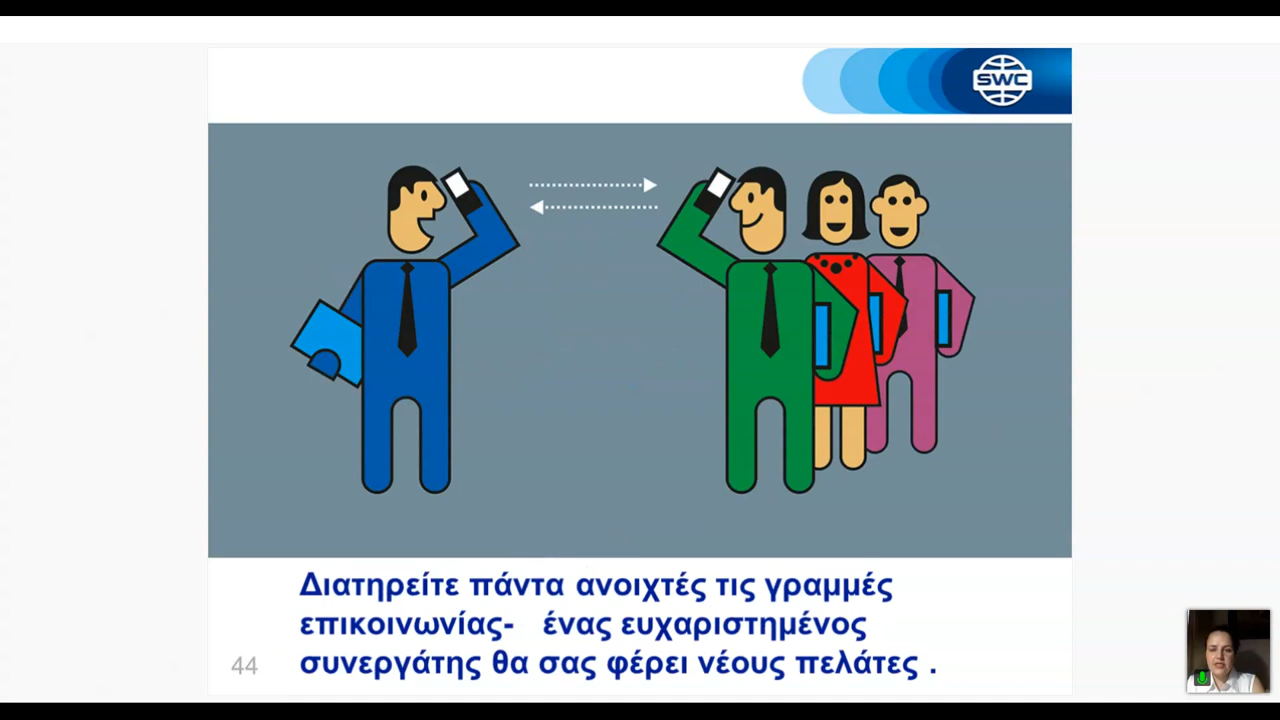 SWC
Διατηρείτε πάντα ανοιχτές τις γραμμές
επικοινωνίας- ένας ευχαριστημένος
συνεργάτης θα σας φέρει νέους πελάτες .
44